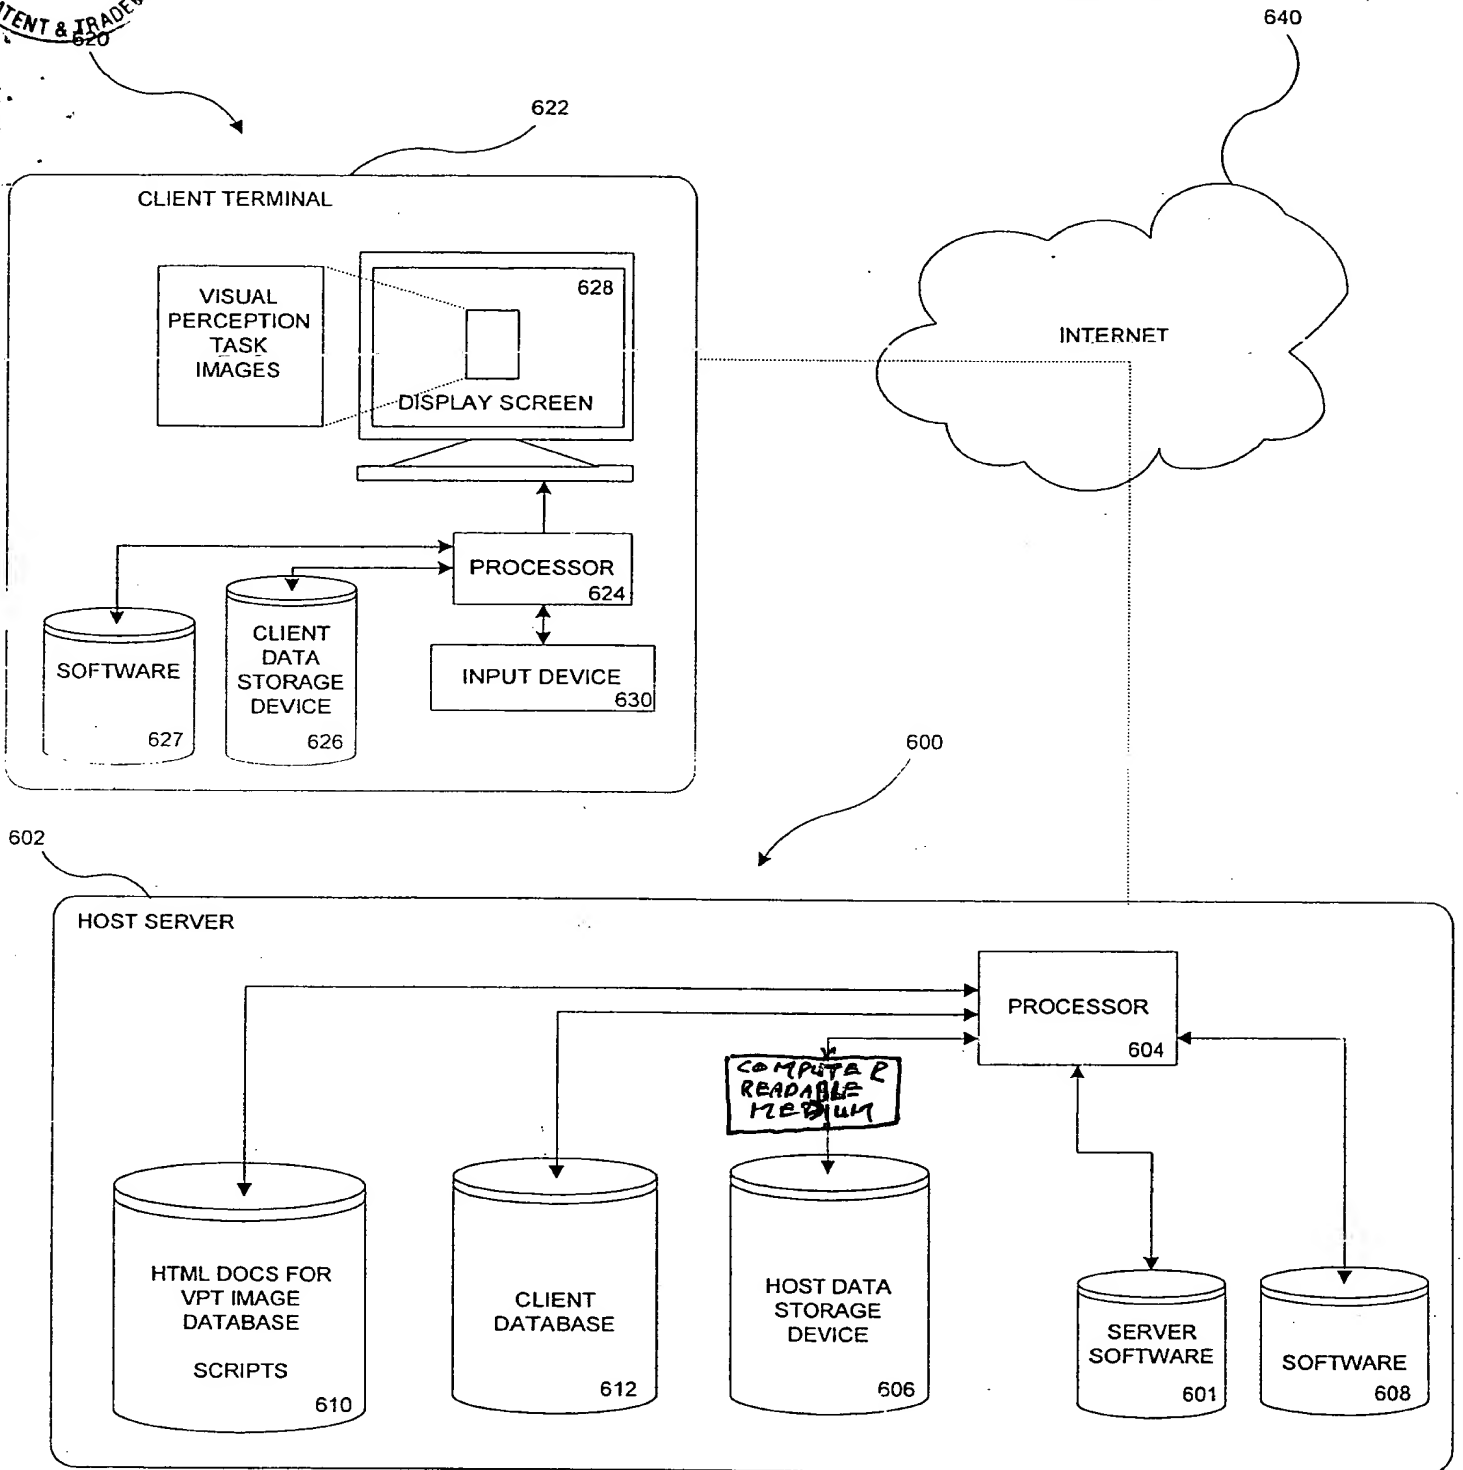 TENT & TRADE
620
640
622
CLIENT TERMINAL
VISUAL
PERCEPTION
TASK
IMAGES
628
DISPLAY SCREEN
INTERNET
PROCESSOR
624
SOFTWARE
627
CLIENT
DATA
STORAGE
DEVICE
626
INPUT DEVICE
630
600
602
HOST SERVER
PROCESSOR
604
COMPUTER
READABLE
MEDIUM
HTML DOCS FOR
VPT IMAGE
DATABASE
SCRIPTS
610
CLIENT
DATABASE
612
HOST DATA
STORAGE
DEVICE
606
SERVER
SOFTWARE
601
SOFTWARE
608